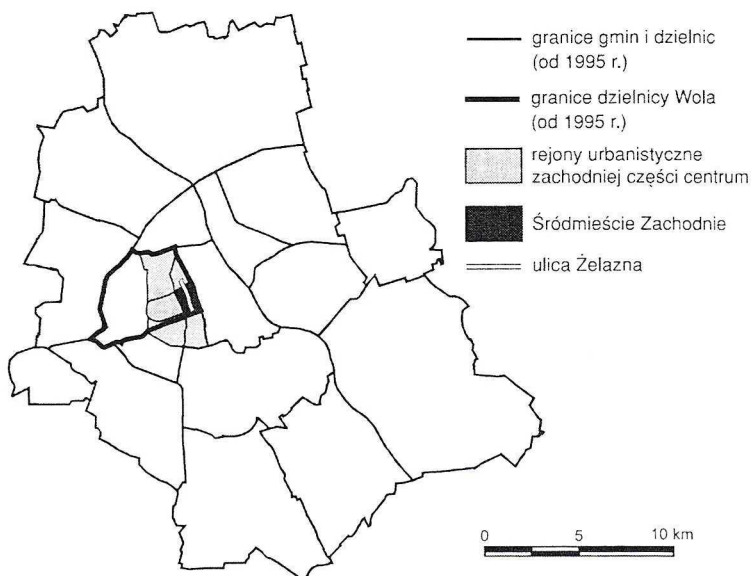 granice gmin i dzielnic
(od 1995 r.)
granice dzielnicy Wola
(od 1995 r.)
rejony urbanistyczne
zachodniej części centrum
Śródmieście Zachodnie
ulica Żelazna
0 5 10 km